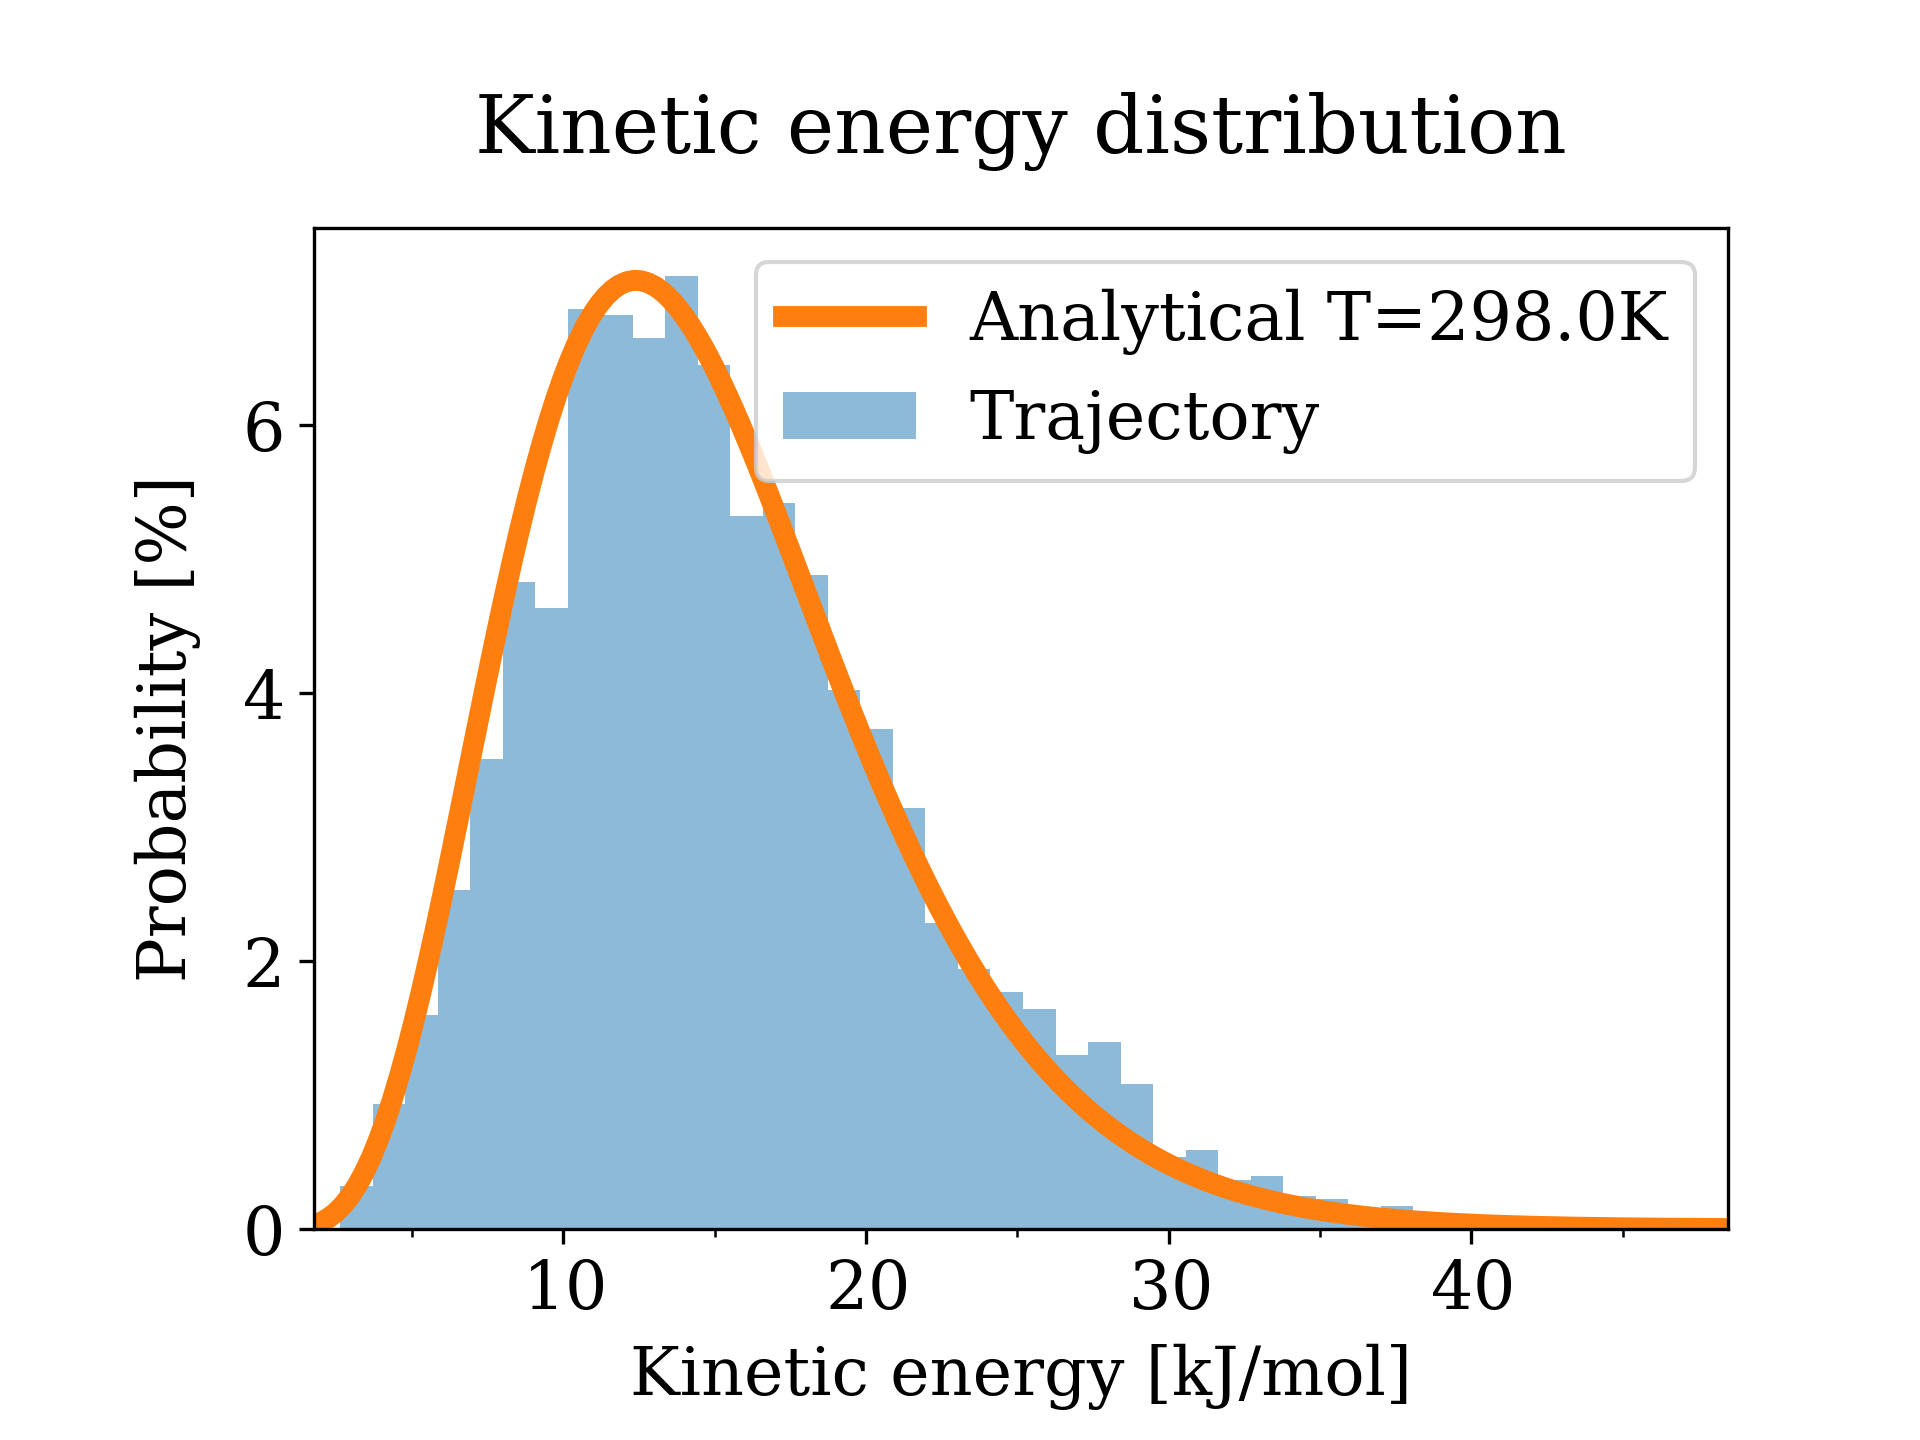 Kinetic energy distribution
Analytical T=298.0K
Trajectory
Probability [%]
6
4
2
0
10 20 30 40
Kinetic energy [kJ/mol]